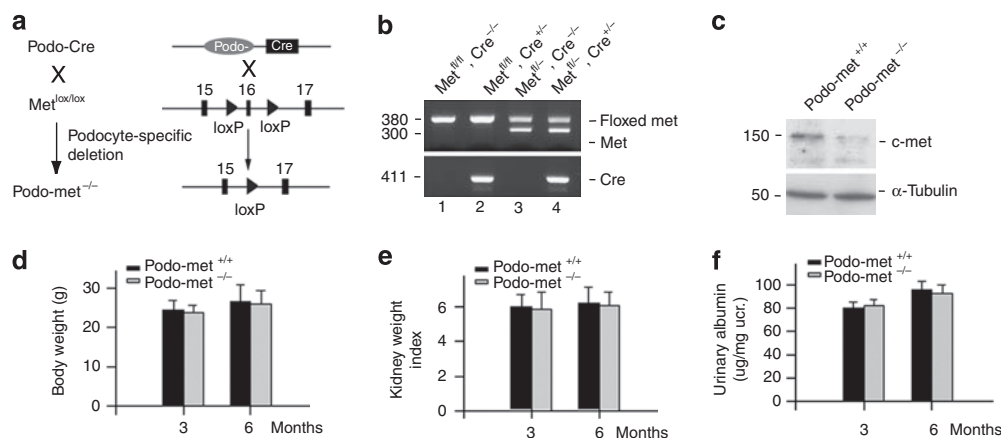 a
Podo-Cre
X
Met lox/lox
Podocyte-specific
deletion
Podo-met −/−
Podo-
Cre
X
15 16 17
loxP loxP
15 17
loxP
b
Met fl/fl, Cre −/−
Met fl/fl, Cre +/−
Met fl/−, Cre −/−
Met fl/−, Cre +/−
380 – – Floxed met
300 – – Met
411 – – Cre
1 2 3 4
c
Podo-met +/+
Podo-met −/−
150 – – c-met
50 – – α-Tubulin
d
Podo-met +/+
Podo-met −/−
Body weight (g)
30
20
10
0
3 6 Months
e
Podo-met +/+
Podo-met −/−
Kidney weight
index
6
4
2
0
3 6 Months
f
Podo-met +/+
Podo-met −/−
Urinary albumin
(ug/mg ucr.)
100
80
60
40
20
0
3 6 Months